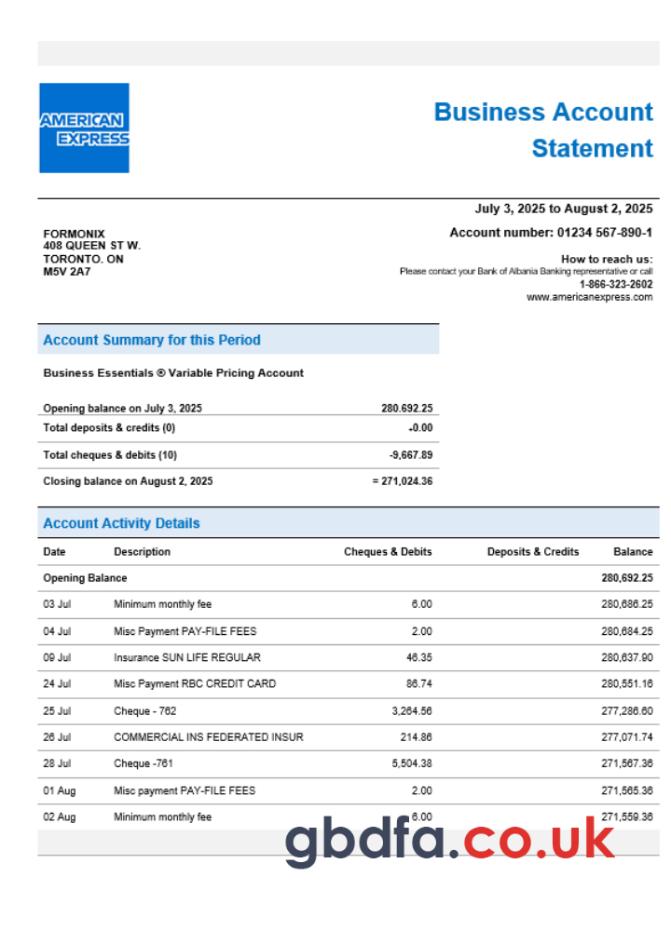 AMERICAN
EXPRESS
Business Account
Statement
July 3, 2025 to August 2, 2025
FORMONIX
408 QUEEN ST W.
TORONTO. ON
M5V 2A7
Account number: 01234 567-890-1
How to reach us:
Please contact your Bank of Albania Banking representative or call
1-866-323-2602
www.americanexpress.com
Account Summary for this Period
Business Essentials ® Variable Pricing Account
Opening balance on July 3, 2025 280.692.25
Total deposits & credits (0) +0.00
Total cheques & debits (10) -9,667.89
Closing balance on August 2, 2025 = 271,024.36
Account Activity Details
Date Description Cheques & Debits Deposits & Credits Balance
Opening Balance 280,692.25
03 Jul Minimum monthly fee 6.00 280,686.25
04 Jul Misc Payment PAY-FILE FEES 2.00 280,684.25
09 Jul Insurance SUN LIFE REGULAR 46.35 280,637.90
24 Jul Misc Payment RBC CREDIT CARD 86.74 280,551.16
25 Jul Cheque - 762 3,264.56 277,286.60
26 Jul COMMERCIAL INS FEDERATED INSUR 214.86 277,071.74
28 Jul Cheque -761 5,504.38 271,567.36
01 Aug Misc payment PAY-FILE FEES 2.00 271,565.36
02 Aug Minimum monthly fee 6.00 271,559.36
gbdfa.co.uk